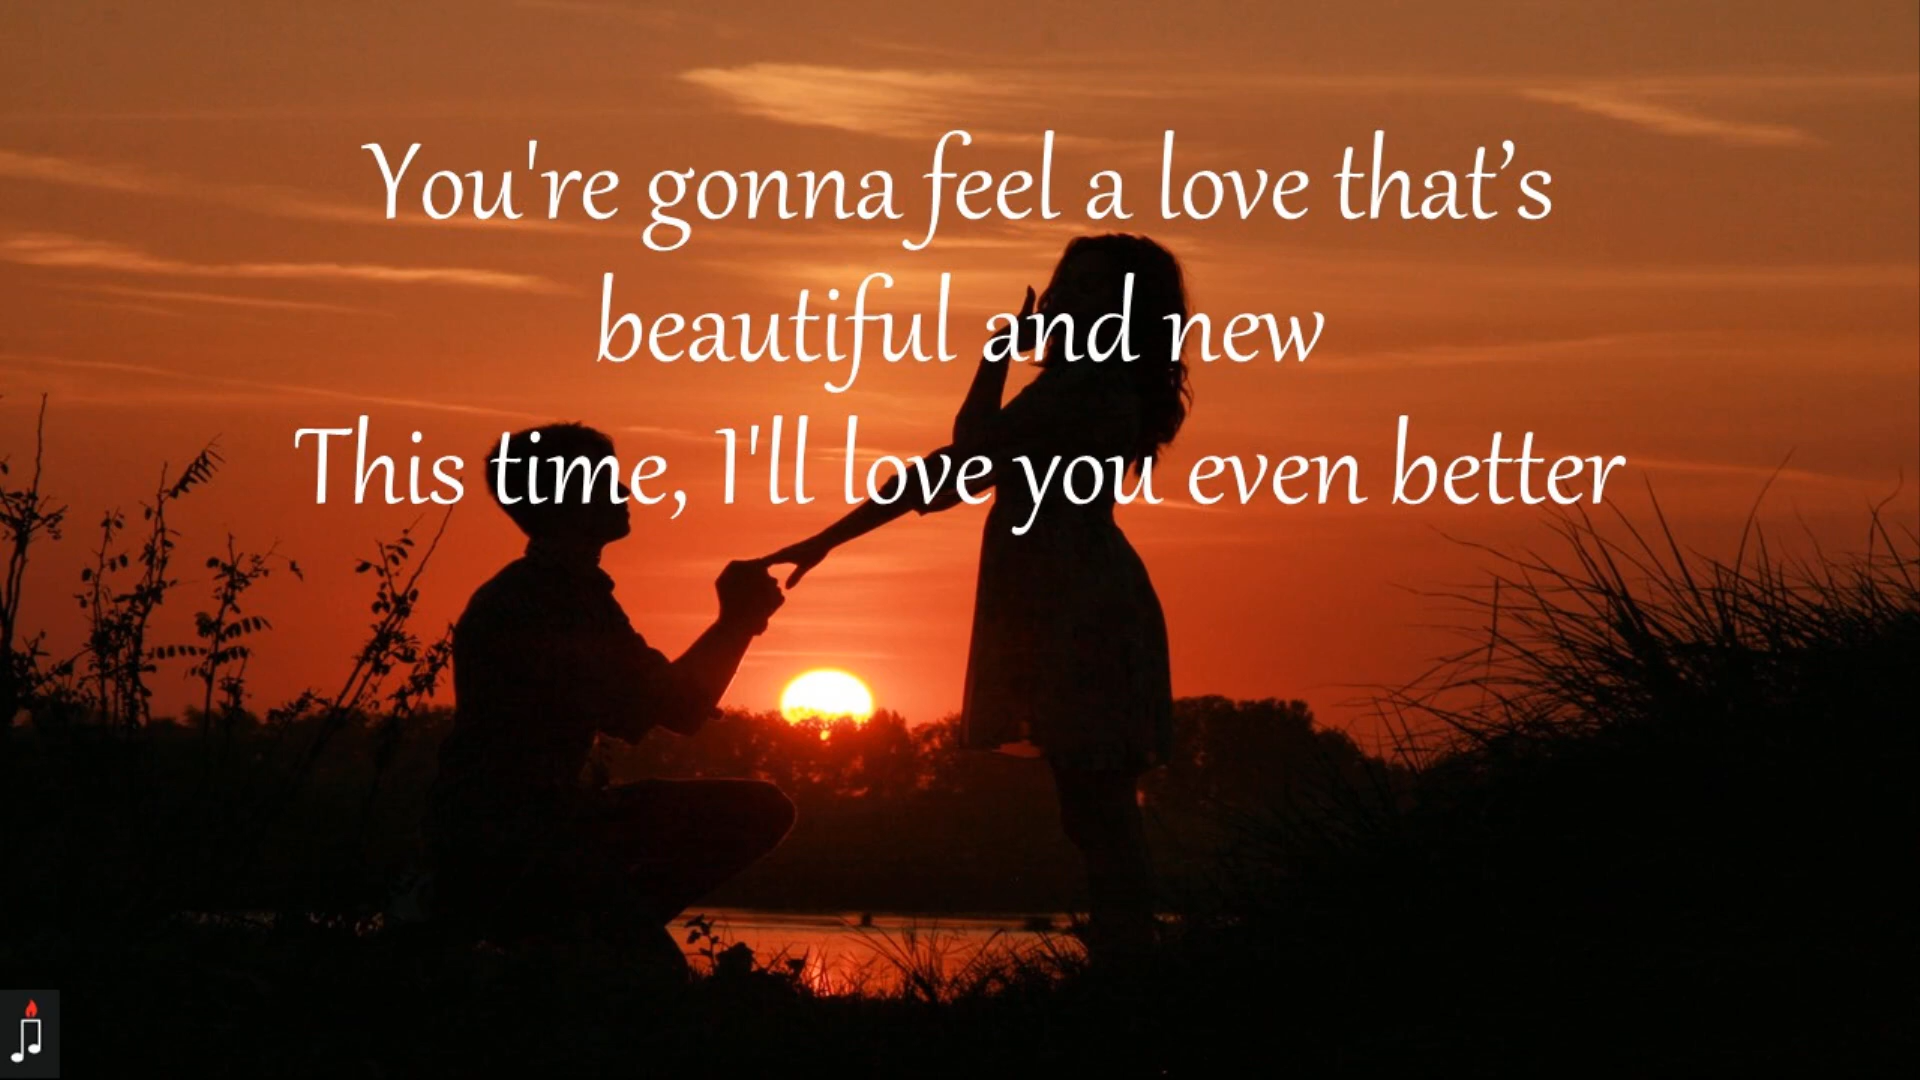 You're gonna feel a love that’s
beautiful and new
This time, I'll love you even better